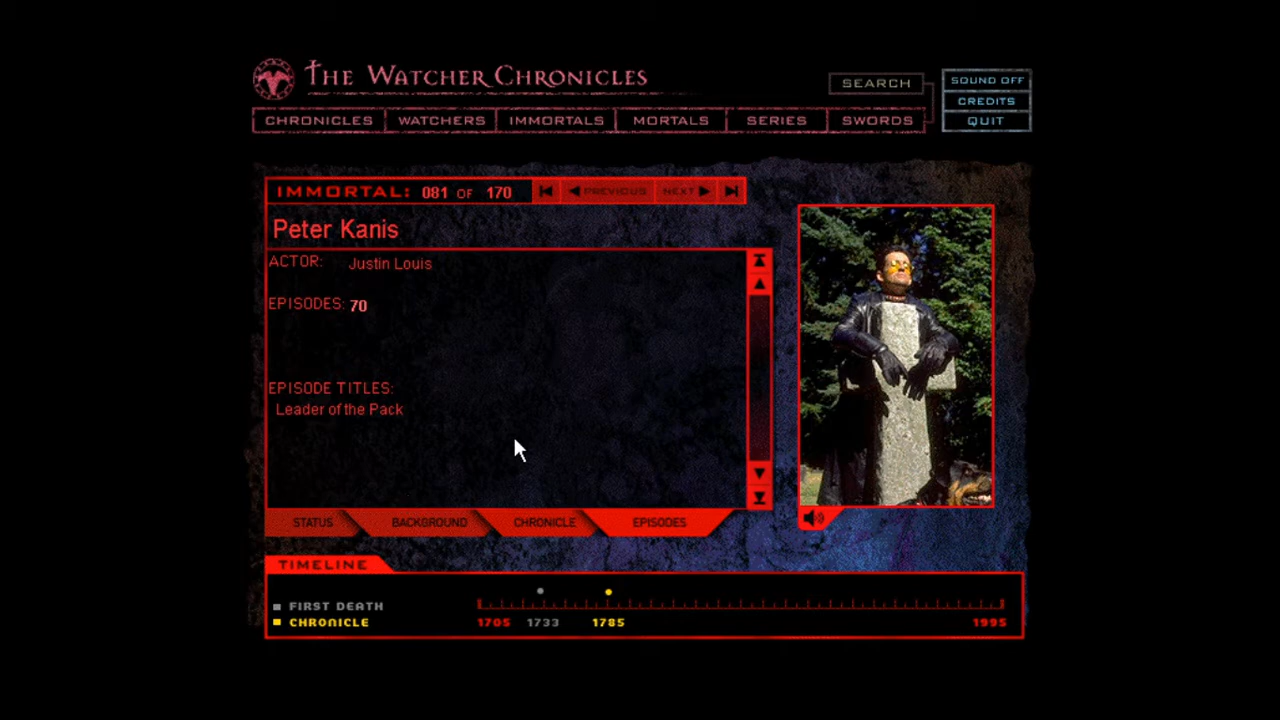 THE WATCHER CHRONICLES
SEARCH
SOUND OFF
CREDITS
QUIT
CHRONICLES WATCHERS IMMORTALS MORTALS SERIES SWORDS
IMMORTAL: 081 OF 170 PREVIOUS NEXT
Peter Kanis
ACTOR: Justin Louis
EPISODES: 70
EPISODE TITLES:
Leader of the Pack
STATUS BACKGROUND CHRONICLE EPISODES
TIMELINE
FIRST DEATH
CHRONICLE
1705 1733 1785 1995